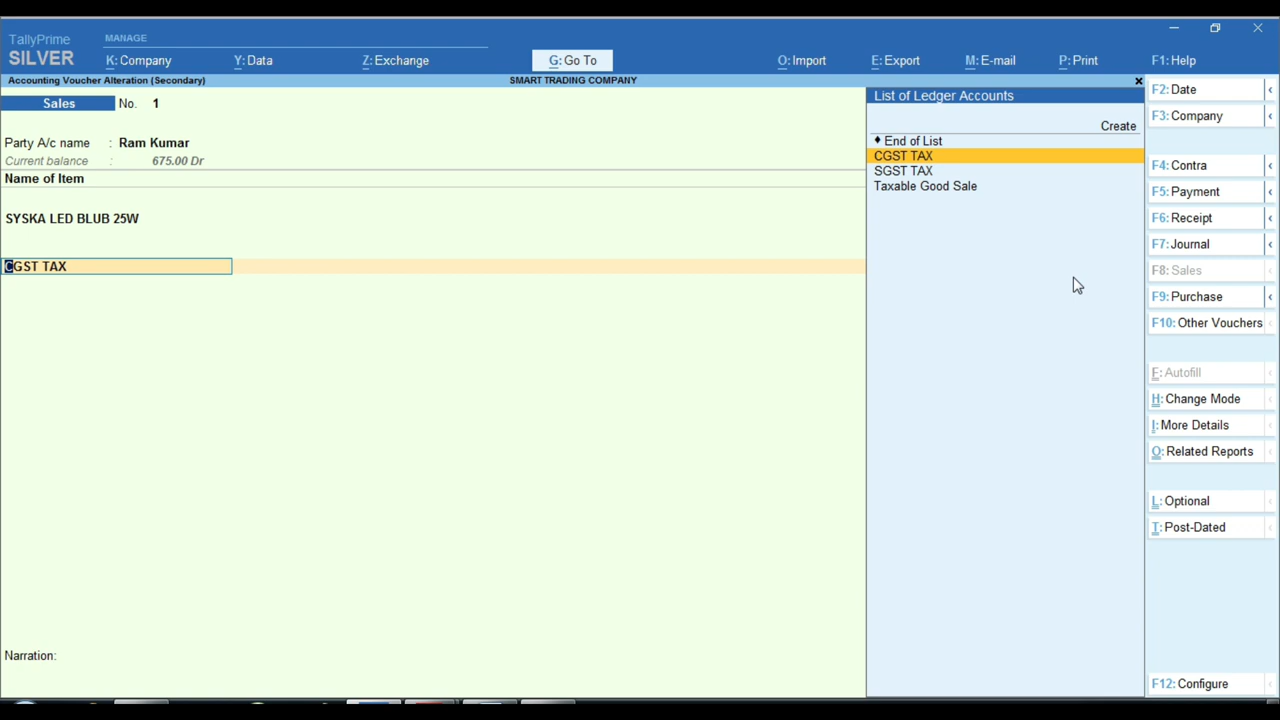 MANAGE
TallyPrime
SILVER
K: Company
Y: Data
Z: Exchange
G: Go To
O: Import
E: Export
M: E-mail
P: Print
F1: Help
Accounting Voucher Alteration (Secondary)
SMART TRADING COMPANY
Sales No. 1
Party A/c name : Ram Kumar
Current balance : 675.00 Dr
Name of Item
SYSKA LED BLUB 25W
CGST TAX
Narration:
List of Ledger Accounts
Create
♦ End of List
CGST TAX
SGST TAX
Taxable Good Sale
F2: Date
F3: Company
F4: Contra
F5: Payment
F6: Receipt
F7: Journal
F8: Sales
F9: Purchase
F10: Other Vouchers
E: Autofill
H: Change Mode
I: More Details
O: Related Reports
L: Optional
T: Post-Dated
F12: Configure